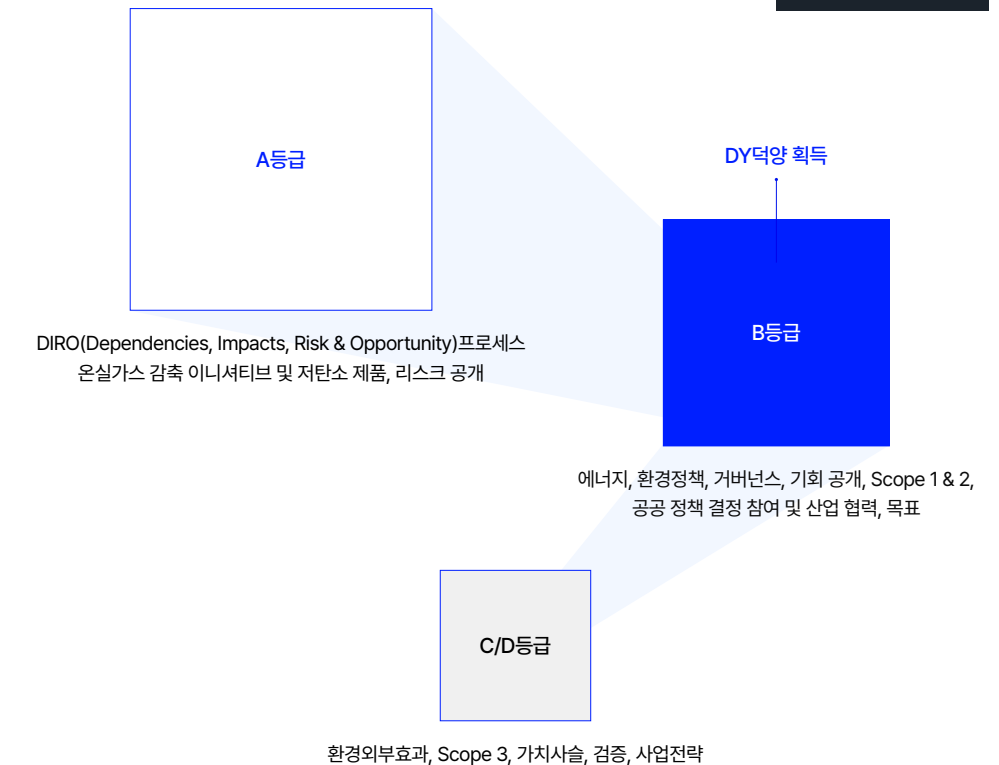 A등급
DIRO(Dependencies, Impacts, Risk & Opportunity)프로세스
온실가스 감축 이니셔티브 및 저탄소 제품, 리스크 공개
DY덕양 획득
B등급
에너지, 환경정책, 거버넌스, 기회 공개, Scope 1 & 2,
공공 정책 결정 참여 및 산업 협력, 목표
C/D등급
환경외부효과, Scope 3, 가치사슬, 검증, 사업전략